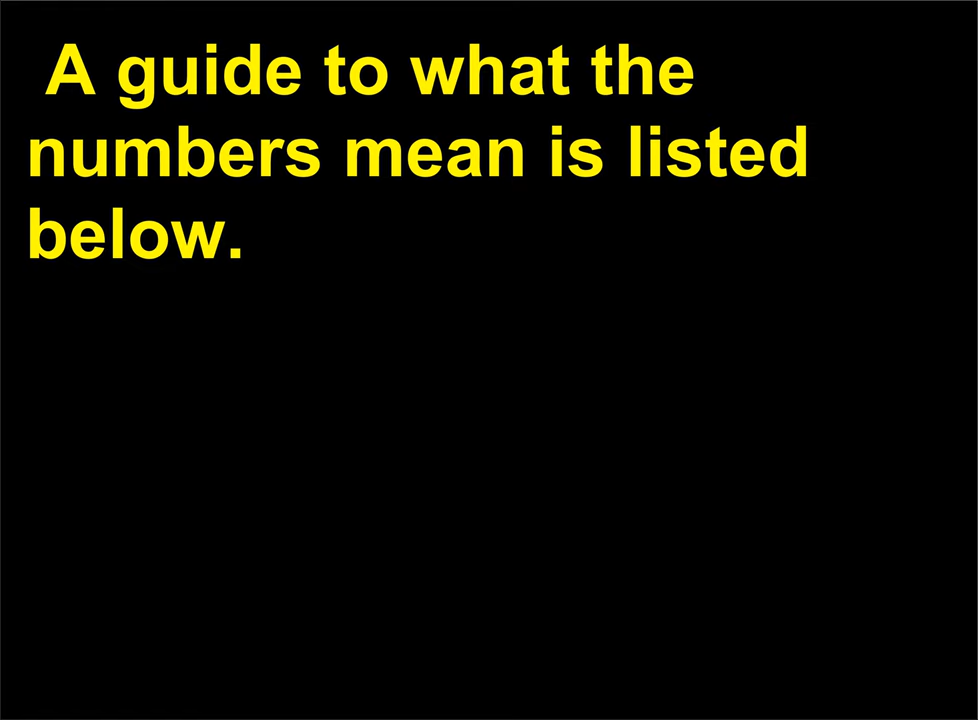 A guide to what the
numbers mean is listed
below.